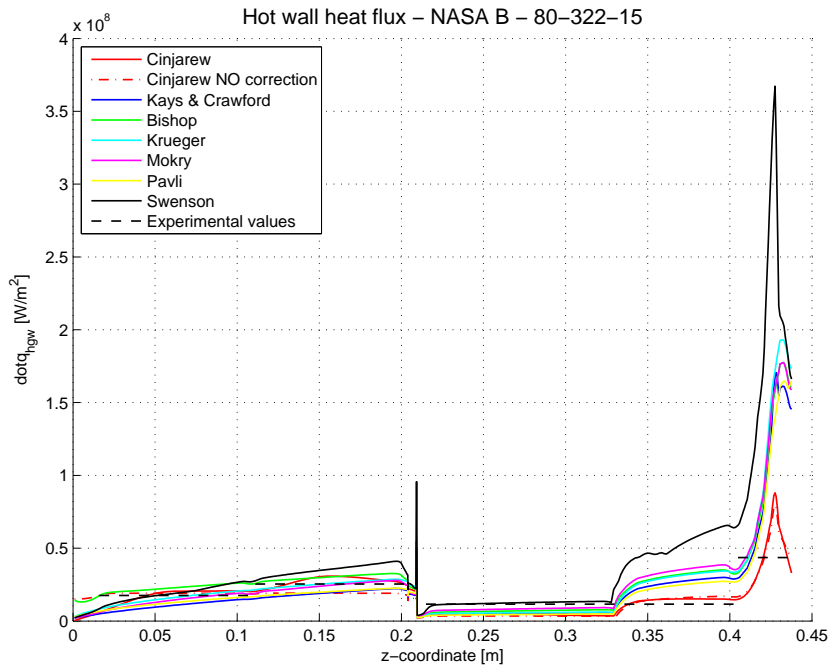 Hot wall heat flux − NASA B − 80−322−15
x 10^8
4
3.5
3
2.5
2
1.5
1
0.5
0
dotq_hgw [W/m^2]
Cinjarew
Cinjarew NO correction
Kays & Crawford
Bishop
Krueger
Mokry
Pavli
Swenson
Experimental values
0 0.05 0.1 0.15 0.2 0.25 0.3 0.35 0.4 0.45
z−coordinate [m]